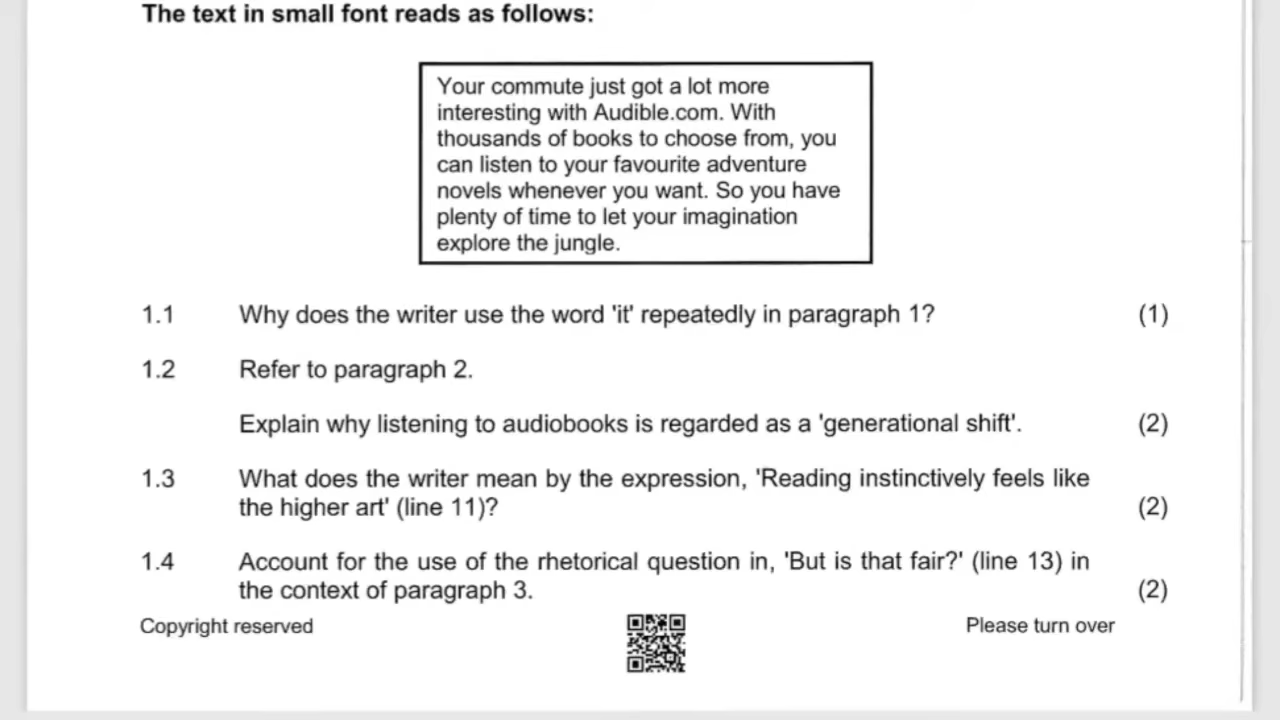 The text in small font reads as follows:
Your commute just got a lot more
interesting with Audible.com. With
thousands of books to choose from, you
can listen to your favourite adventure
novels whenever you want. So you have
plenty of time to let your imagination
explore the jungle.
1.1 Why does the writer use the word 'it' repeatedly in paragraph 1? (1)
1.2 Refer to paragraph 2.
Explain why listening to audiobooks is regarded as a 'generational shift'. (2)
1.3 What does the writer mean by the expression, 'Reading instinctively feels like
the higher art' (line 11)? (2)
1.4 Account for the use of the rhetorical question in, 'But is that fair?' (line 13) in
the context of paragraph 3. (2)
Copyright reserved Please turn over